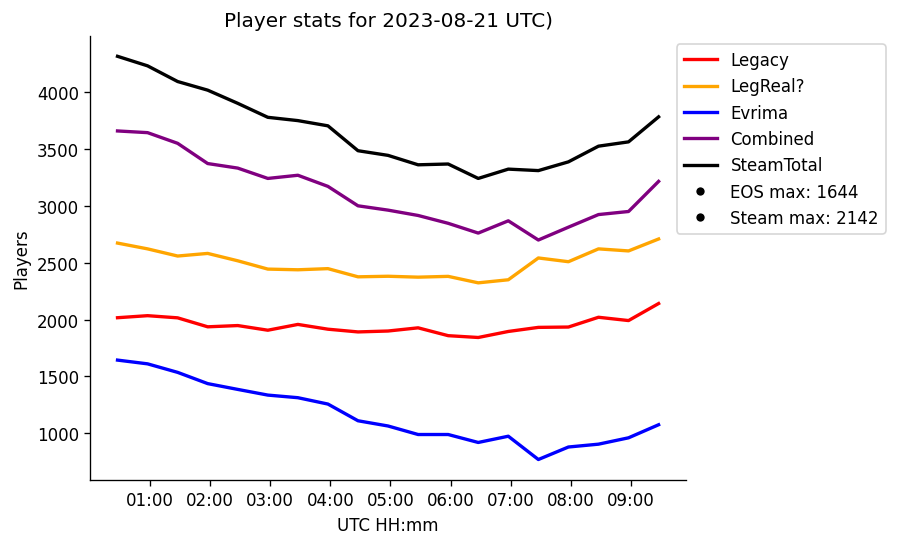 Player stats for 2023-08-21 UTC)
Legacy
LegReal?
Evrima
Combined
SteamTotal
EOS max: 1644
Steam max: 2142
Players
4000
3500
3000
2500
2000
1500
1000
01:00 02:00 03:00 04:00 05:00 06:00 07:00 08:00 09:00
UTC HH:mm